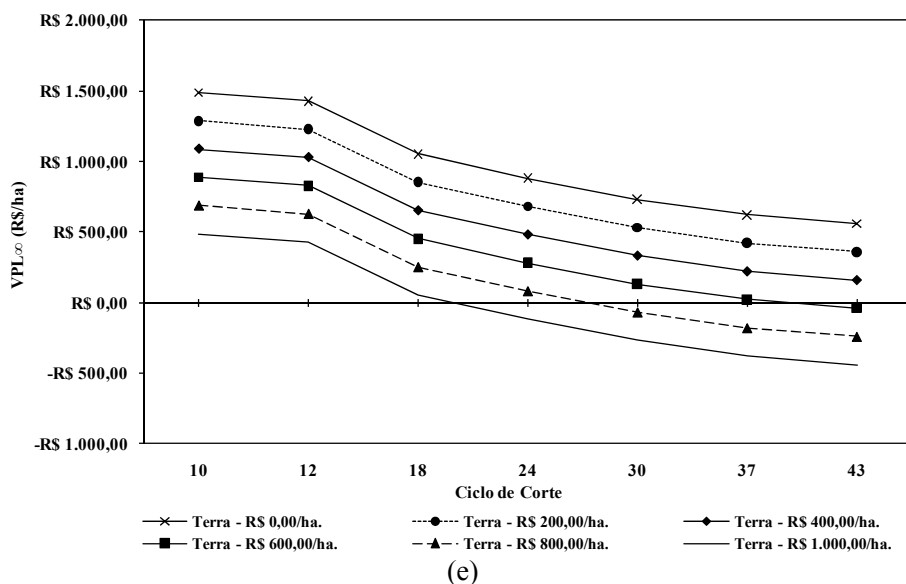 R$ 2.000,00
R$ 1.500,00
R$ 1.000,00
R$ 500,00
R$ 0,00
-R$ 500,00
-R$ 1.000,00
VPL∞ (R$/ha)
10 12 18 24 30 37 43
Ciclo de Corte
Terra - R$ 0,00/ha. Terra - R$ 200,00/ha. Terra - R$ 400,00/ha.
Terra - R$ 600,00/ha. Terra - R$ 800,00/ha. Terra - R$ 1.000,00/ha.
(e)